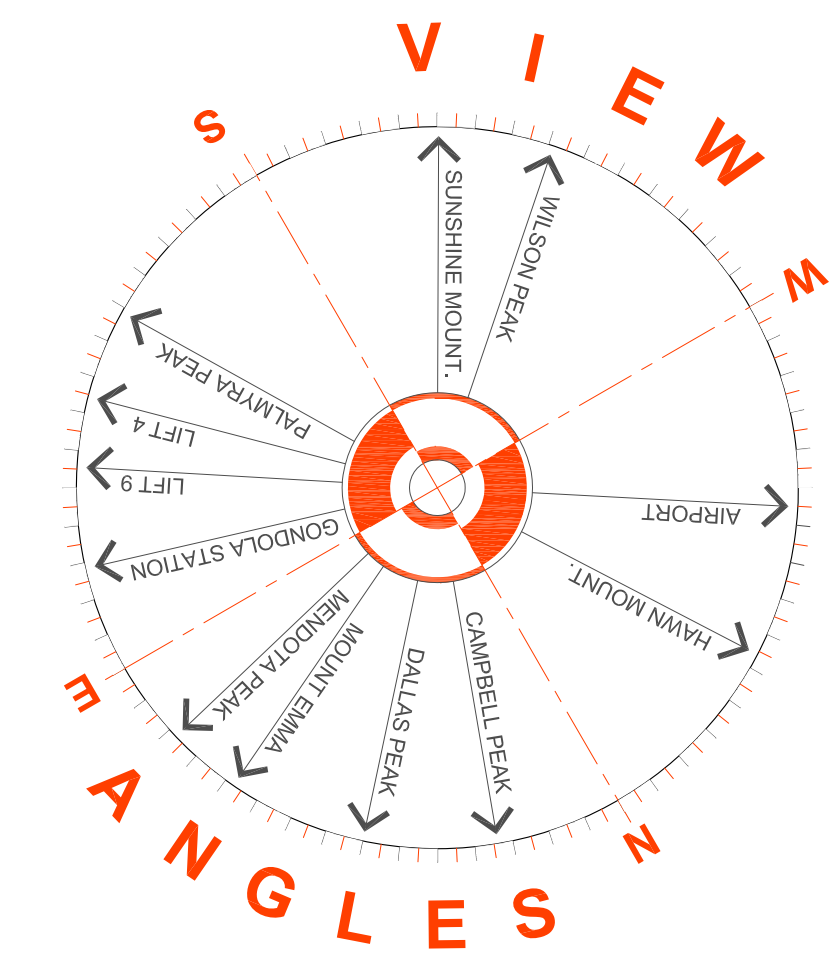 VIEW
S
W
SUNSHINE MOUNT.
WILSON PEAK
PALMYRA PEAK
LIFT 4
LIFT 9
GONDOLA STATION
AIRPORT
HAWN MOUNT.
MENDOTA PEAK
MOUNT EMMA
DALLAS PEAK
CAMPBELL PEAK
E
N
ANGLES